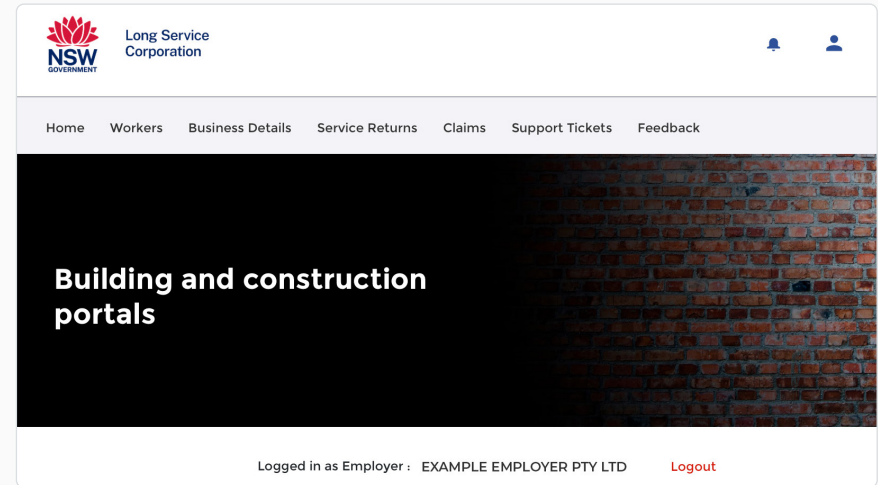 NSW
GOVERNMENT
Long Service
Corporation
Home Workers Business Details Service Returns Claims Support Tickets Feedback
Building and construction
portals
Logged in as Employer : EXAMPLE EMPLOYER PTY LTD Logout